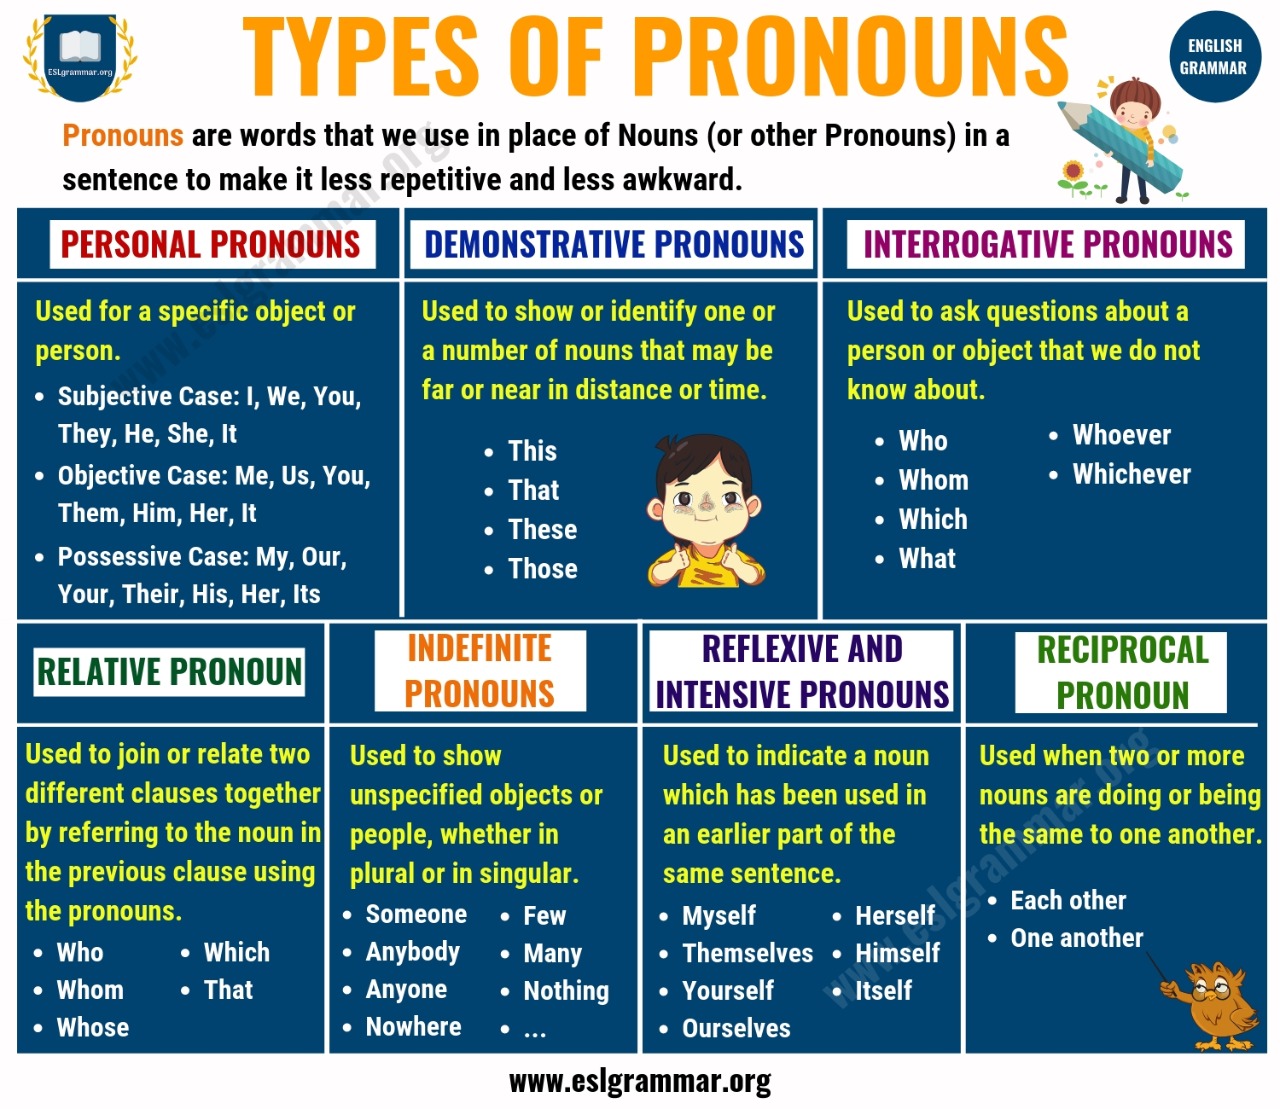 ESLgrammar.org
TYPES OF PRONOUNS
ENGLISH
GRAMMAR
Pronouns are words that we use in place of Nouns (or other Pronouns) in a
sentence to make it less repetitive and less awkward.
PERSONAL PRONOUNS
Used for a specific object or
person.
• Subjective Case: I, We, You,
They, He, She, It
• Objective Case: Me, Us, You,
Them, Him, Her, It
• Possessive Case: My, Our,
Your, Their, His, Her, Its
DEMONSTRATIVE PRONOUNS
Used to show or identify one or
a number of nouns that may be
far or near in distance or time.
• This
• That
• These
• Those
INTERROGATIVE PRONOUNS
Used to ask questions about a
person or object that we do not
know about.
• Who
• Whom
• Which
• What
• Whoever
• Whichever
RELATIVE PRONOUN
Used to join or relate two
different clauses together
by referring to the noun in
the previous clause using
the pronouns.
• Who
• Whom
• Whose
• Which
• That
INDEFINITE
PRONOUNS
Used to show
unspecified objects or
people, whether in
plural or in singular.
• Someone
• Anybody
• Anyone
• Nowhere
• Few
• Many
• Nothing
• ...
REFLEXIVE AND
INTENSIVE PRONOUNS
Used to indicate a noun
which has been used in
an earlier part of the
same sentence.
• Myself
• Themselves
• Yourself
• Ourselves
• Herself
• Himself
• Itself
RECIPROCAL
PRONOUN
Used when two or more
nouns are doing or being
the same to one another.
• Each other
• One another
www.eslgrammar.org
www.eslgrammar.org
www.eslgrammar.org